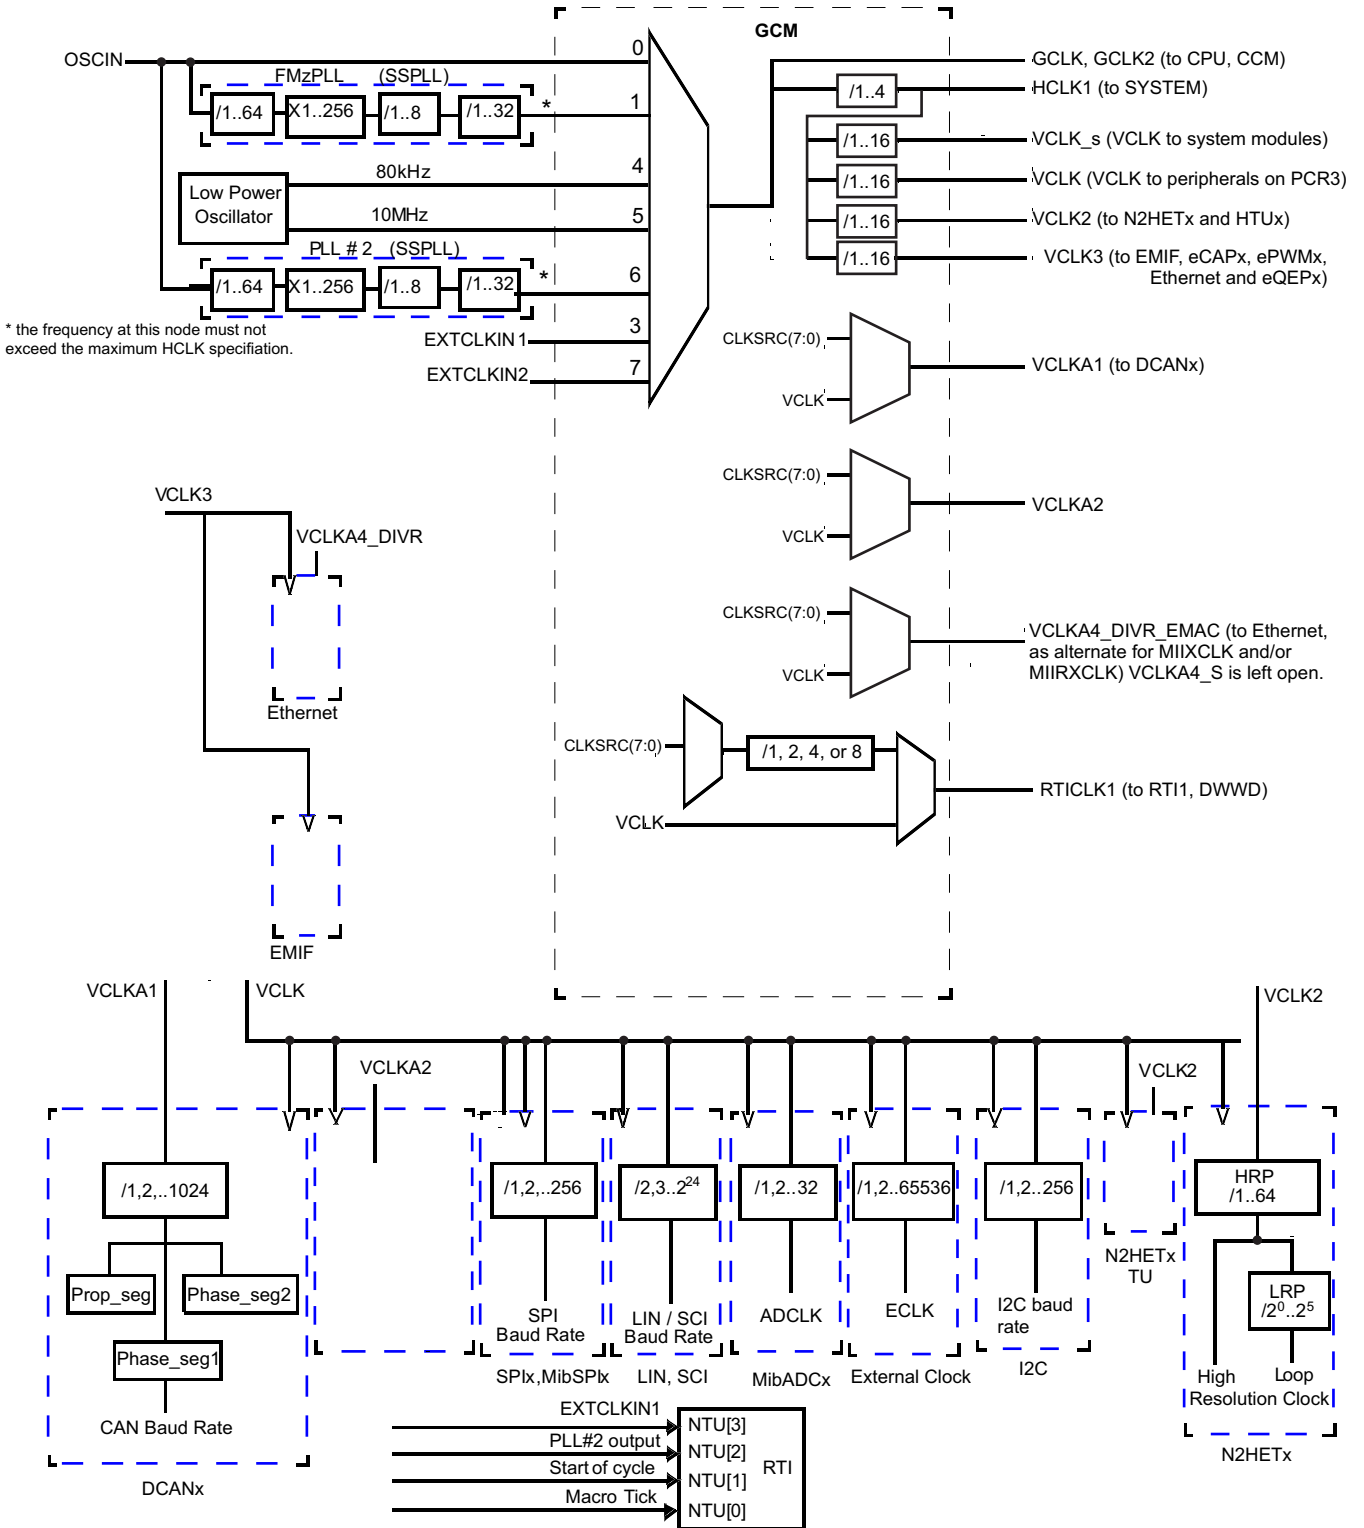 GCM
OSCIN
0
FMzPLL (SSPLL)
/1..64
X1..256
/1..8
/1..32
*
1
80kHz
4
Low Power
Oscillator
10MHz
5
PLL # 2 (SSPLL)
/1..64
X1..256
/1..8
/1..32
*
6
* the frequency at this node must not
exceed the maximum HCLK specifiation.
EXTCLKIN1
3
EXTCLKIN2
7
GCLK, GCLK2 (to CPU, CCM)
/1..4
HCLK1 (to SYSTEM)
/1..16
VCLK_s (VCLK to system modules)
/1..16
VCLK (VCLK to peripherals on PCR3)
/1..16
VCLK2 (to N2HETx and HTUx)
/1..16
VCLK3 (to EMIF, eCAPx, ePWMx,
Ethernet and eQEPx)
CLKSRC(7:0)
VCLK
VCLKA1 (to DCANx)
CLKSRC(7:0)
VCLK
VCLKA2
CLKSRC(7:0)
VCLK
VCLKA4_DIVR_EMAC (to Ethernet,
as alternate for MIIXCLK and/or
MIIRXCLK) VCLKA4_S is left open.
CLKSRC(7:0)
/1, 2, 4, or 8
VCLK
RTICLK1 (to RTI1, DWWD)
VCLK3
VCLKA4_DIVR
Ethernet
EMIF
VCLKA1
VCLK
VCLK2
VCLKA2
VCLK2
/1,2,..1024
Prop_seg
Phase_seg2
Phase_seg1
CAN Baud Rate
DCANx
/1,2,..256
SPI
Baud Rate
SPIx,MibSPIx
/2,3..2²⁴
LIN / SCI
Baud Rate
LIN, SCI
/1,2..32
ADCLK
MibADCx
/1,2..65536
ECLK
External Clock
/1,2..256
I2C baud
rate
I2C
N2HETx
TU
HRP
/1..64
LRP
/2⁰..2⁵
High
Loop
Resolution Clock
N2HETx
EXTCLKIN1
NTU[3]
PLL#2 output
NTU[2]
Start of cycle
NTU[1]
Macro Tick
NTU[0]
RTI